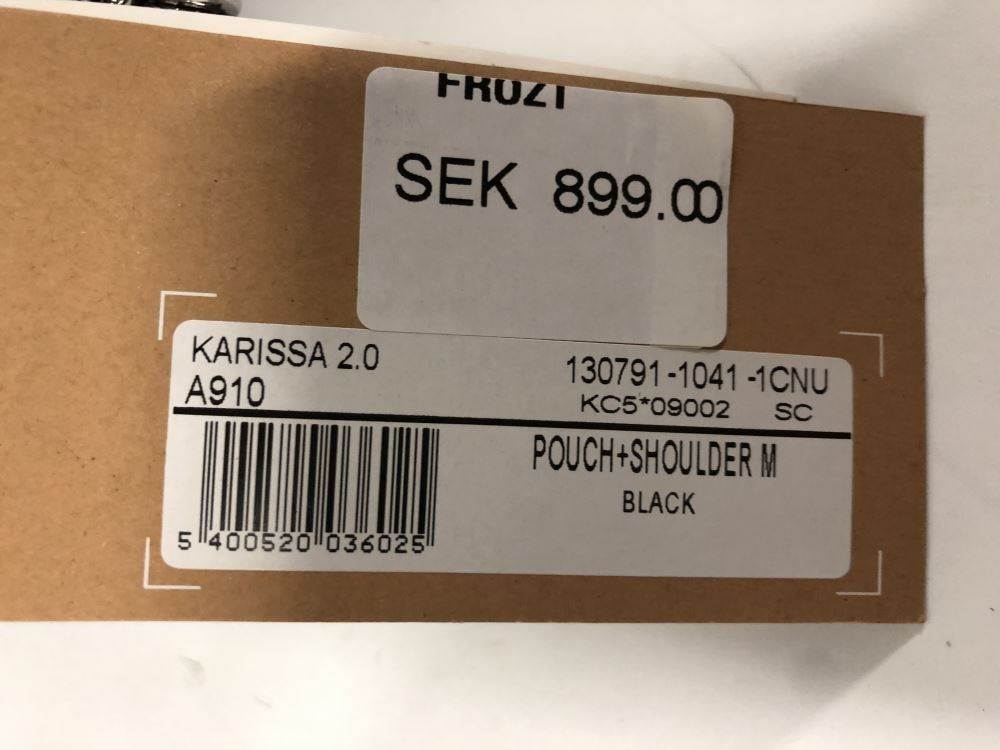 FROZT
SEK 899.00
KARISSA 2.0
A910
130791-1041-1CNU
KC5*09002 SC
POUCH+SHOULDER M
BLACK
5 400520 036025